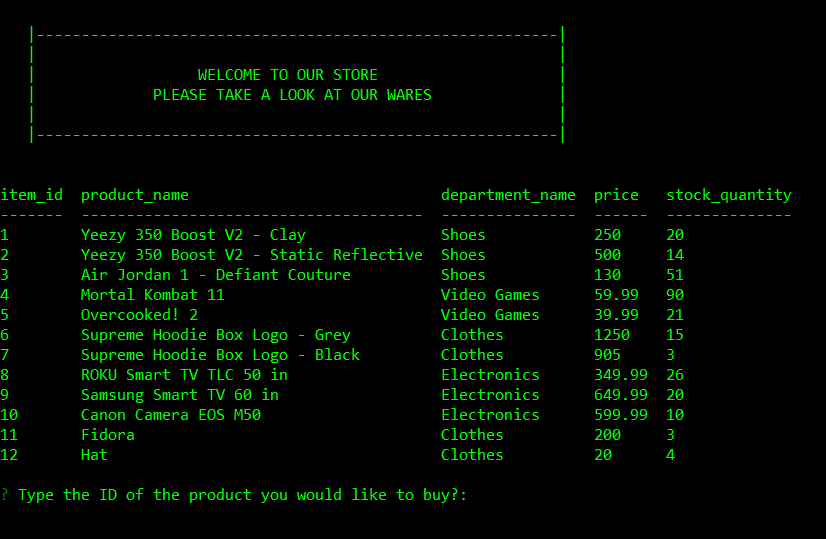 |----------------------------------------------------------|
|                                                          |
|                  WELCOME TO OUR STORE                    |
|             PLEASE TAKE A LOOK AT OUR WARES              |
|                                                          |
|----------------------------------------------------------|
item_id  product_name                            department_name  price   stock_quantity
-------  --------------------------------------  ---------------  ------  --------------
1        Yeezy 350 Boost V2 - Clay               Shoes            250     20
2        Yeezy 350 Boost V2 - Static Reflective  Shoes            500     14
3        Air Jordan 1 - Defiant Couture          Shoes            130     51
4        Mortal Kombat 11                        Video Games      59.99   90
5        Overcooked! 2                           Video Games      39.99   21
6        Supreme Hoodie Box Logo - Grey          Clothes          1250    15
7        Supreme Hoodie Box Logo - Black         Clothes          905     3
8        ROKU Smart TV TLC 50 in                 Electronics      349.99  26
9        Samsung Smart TV 60 in                  Electronics      649.99  20
10       Canon Camera EOS M50                    Electronics      599.99  10
11       Fidora                                  Clothes          200     3
12       Hat                                     Clothes          20      4
? Type the ID of the product you would like to buy?: